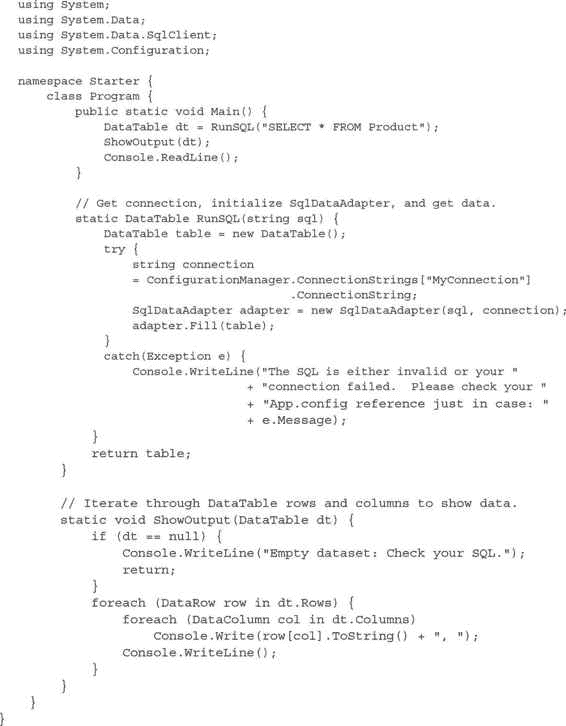 using System;
using System.Data;
using System.Data.SqlClient;
using System.Configuration;

namespace Starter {
    class Program {
        public static void Main() {
            DataTable dt = RunSQL("SELECT * FROM Product");
            ShowOutput(dt);
            Console.ReadLine();
        }

        // Get connection, initialize SqlDataAdapter, and get data.
        static DataTable RunSQL(string sql) {
            DataTable table = new DataTable();
            try {
                string connection
                = ConfigurationManager.ConnectionStrings["MyConnection"]
                                      .ConnectionString;
                SqlDataAdapter adapter = new SqlDataAdapter(sql, connection);
                adapter.Fill(table);
            }
            catch(Exception e) {
                Console.WriteLine("The SQL is either invalid or your "
                                + "connection failed.  Please check your "
                                + "App.config reference just in case: "
                                + e.Message);
            }
            return table;
        }

        // Iterate through DataTable rows and columns to show data.
        static void ShowOutput(DataTable dt) {
            if (dt == null) {
                Console.WriteLine("Empty dataset: Check your SQL.");
                return;
            }
            foreach (DataRow row in dt.Rows) {
                foreach (DataColumn col in dt.Columns)
                    Console.Write(row[col].ToString() + ", ");
                Console.WriteLine();
            }
        }
    }
}